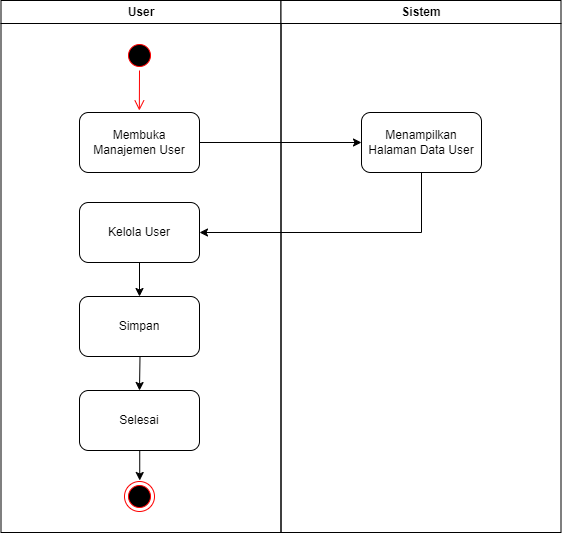 User
Sistem
Membuka
Manajemen User
Menampilkan
Halaman Data User
Kelola User
Simpan
Selesai